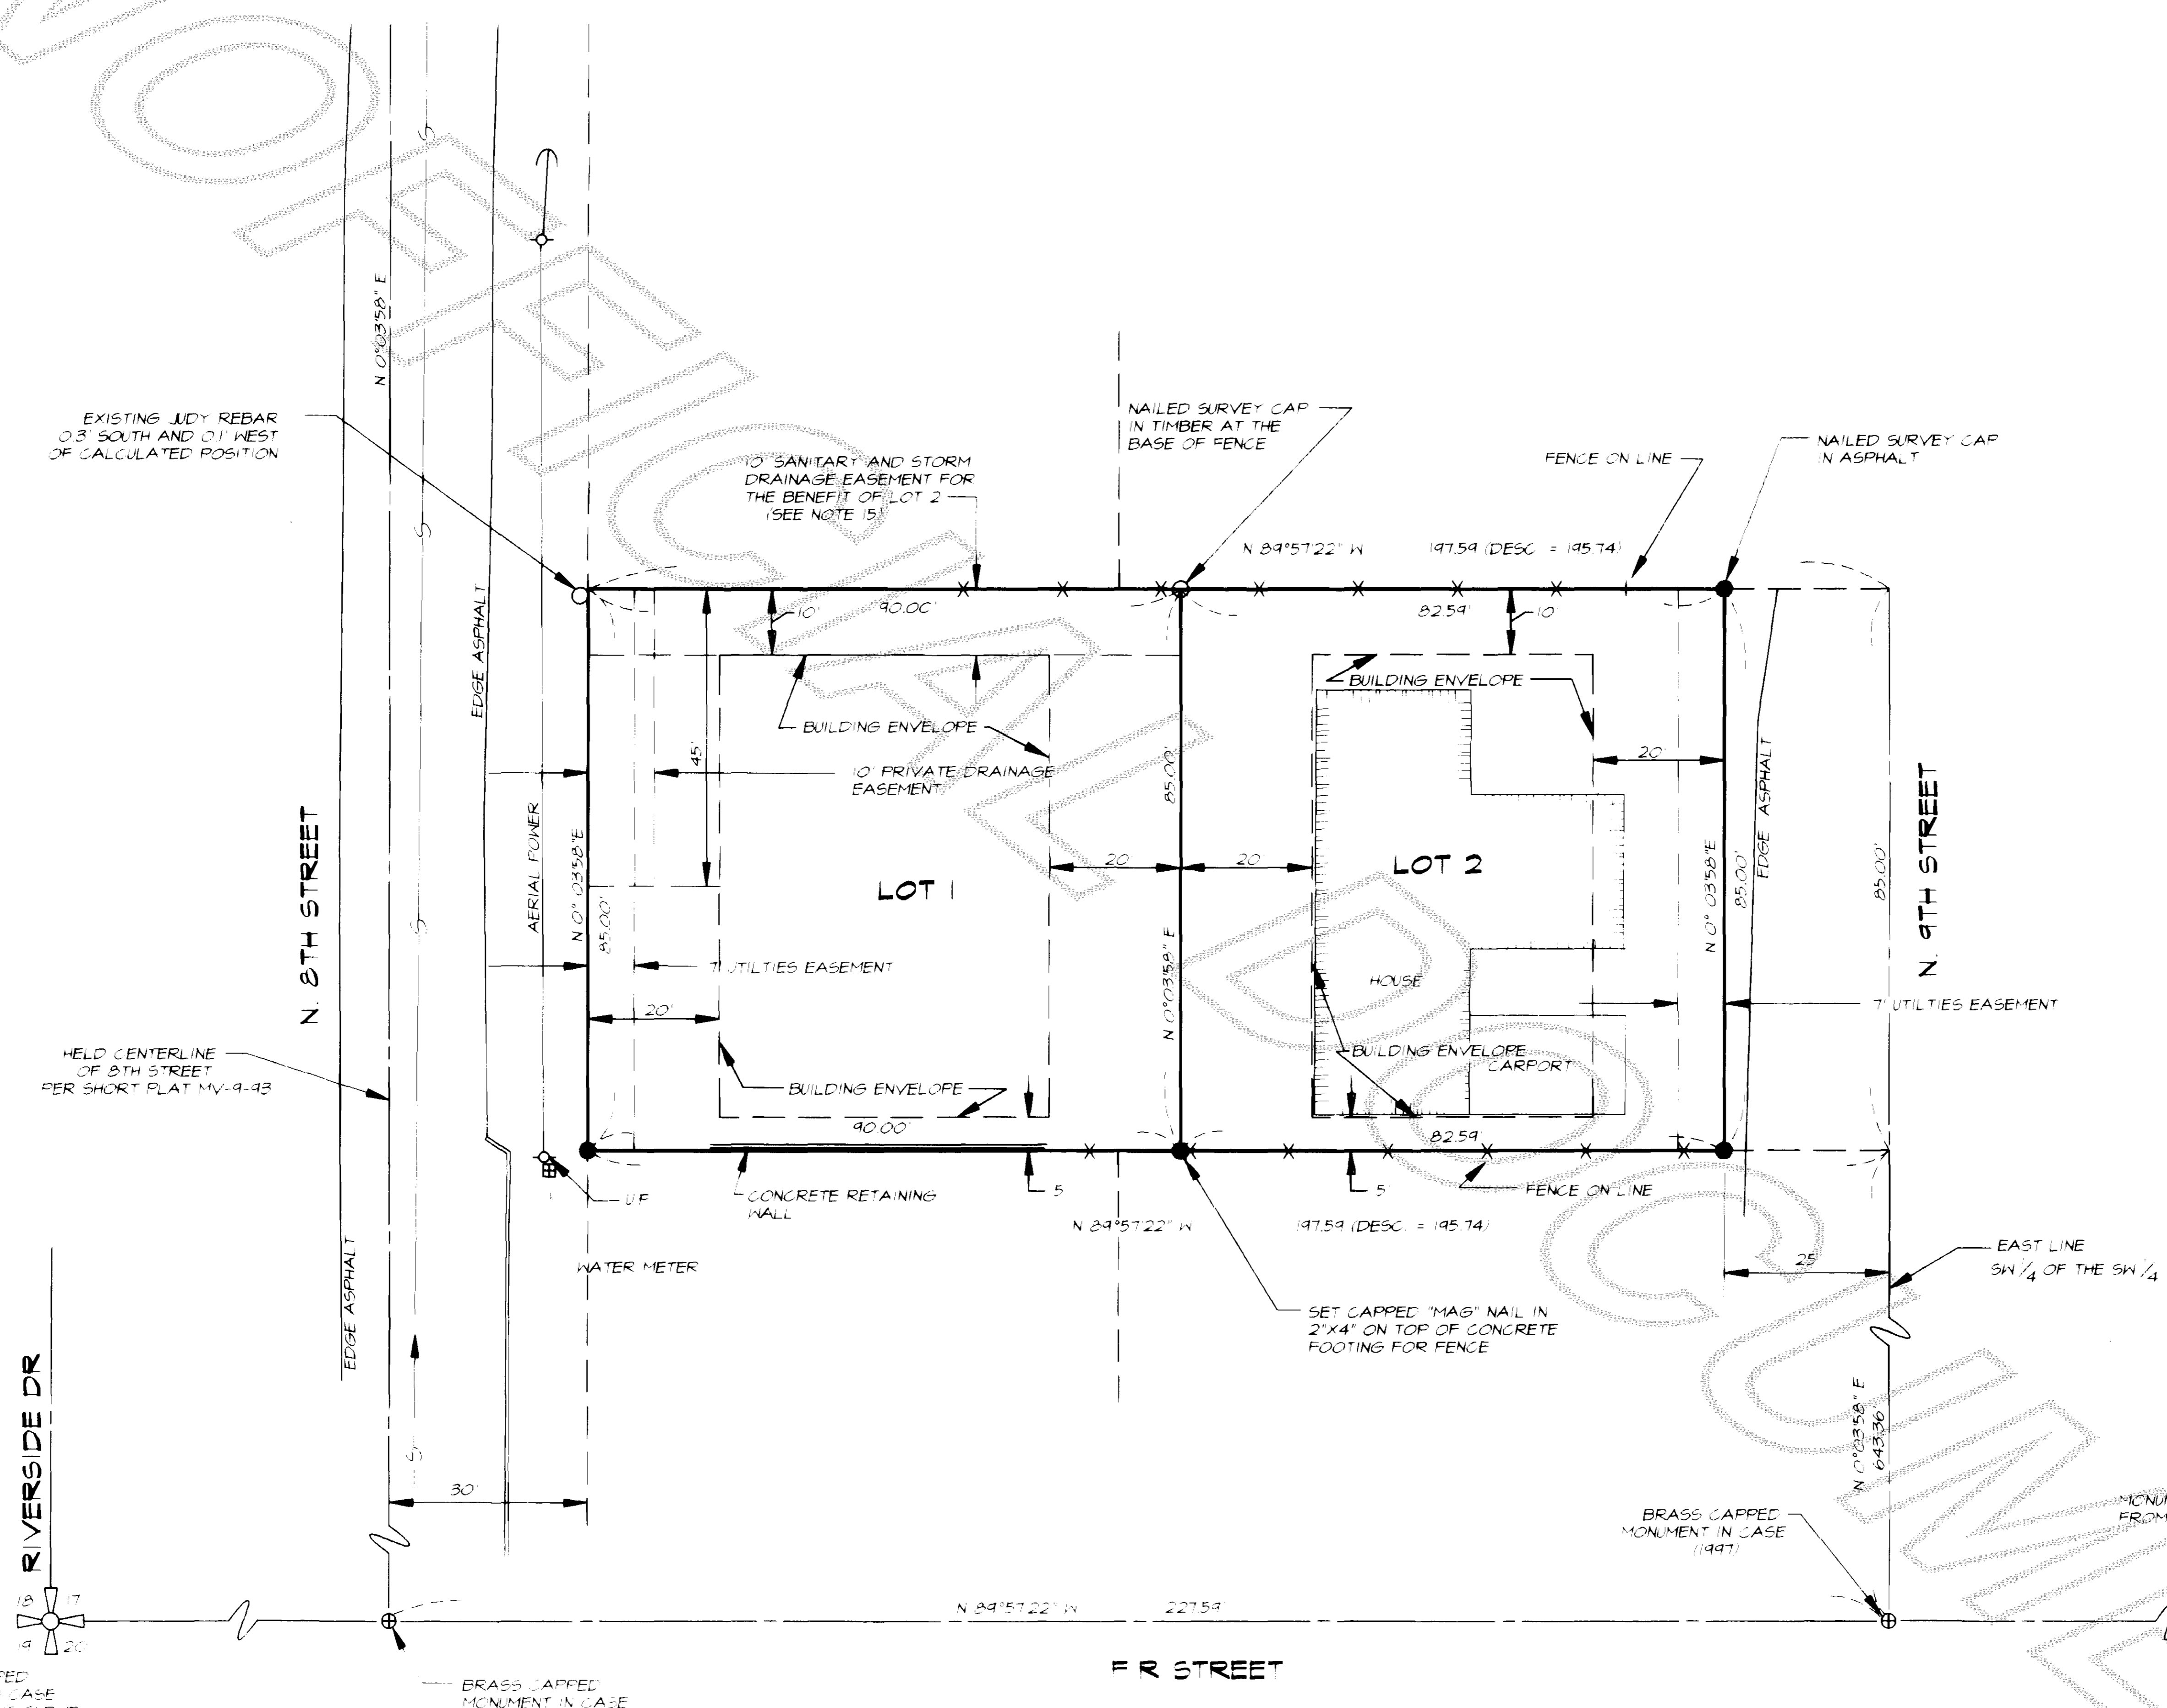 N 0°03'58" E
EXISTING JUDY REBAR
0.3' SOUTH AND 0.1' WEST
OF CALCULATED POSITION
10' SANITARY AND STORM
DRAINAGE EASEMENT FOR
THE BENEFIT OF LOT 2
(SEE NOTE 15)
NAILED SURVEY CAP
IN TIMBER AT THE
BASE OF FENCE
FENCE ON LINE
NAILED SURVEY CAP
IN ASPHALT
N 89°57'22" W 197.59 (DESC. = 195.74)
90.00'
10'
82.59'
10'
EDGE ASPHALT
BUILDING ENVELOPE
BUILDING ENVELOPE
45'
10' PRIVATE DRAINAGE
EASEMENT
85.00'
20'
EDGE ASPHALT
N. 8TH STREET
AERIAL POWER
N 0° 03'58" E
85.00'
LOT 1
20'
20'
LOT 2
N 0° 03'58" E
85.00'
85.00'
N. 9TH STREET
7' UTILTIES EASEMENT
N 0°03'58" E
HOUSE
20'
7' UTILTIES EASEMENT
HELD CENTERLINE
OF 8TH STREET
PER SHORT PLAT MV-9-93
BUILDING ENVELOPE
BUILDING ENVELOPE
CARPORT
90.00'
82.59'
U.P.
CONCRETE RETAINING
WALL
5'
5'
FENCE ON LINE
N 89°57'22" W 197.59 (DESC. = 195.74)
WATER METER
EDGE ASPHALT
25'
EAST LINE
SW 1/4 OF THE SW 1/4
SET CAPPED "MAG" NAIL IN
2"X4" ON TOP OF CONCRETE
FOOTING FOR FENCE
RIVERSIDE DR
30'
N 0°03'58" E
643.36'
BRASS CAPPED
MONUMENT IN CASE
(1997)
FROM
18 17
19 20
N 89°57'22" W 227.59
F R STREET
CASE
BRASS CAPPED
MONUMENT IN CASE
S
S
S
S
UNOFFICIAL DOCUME